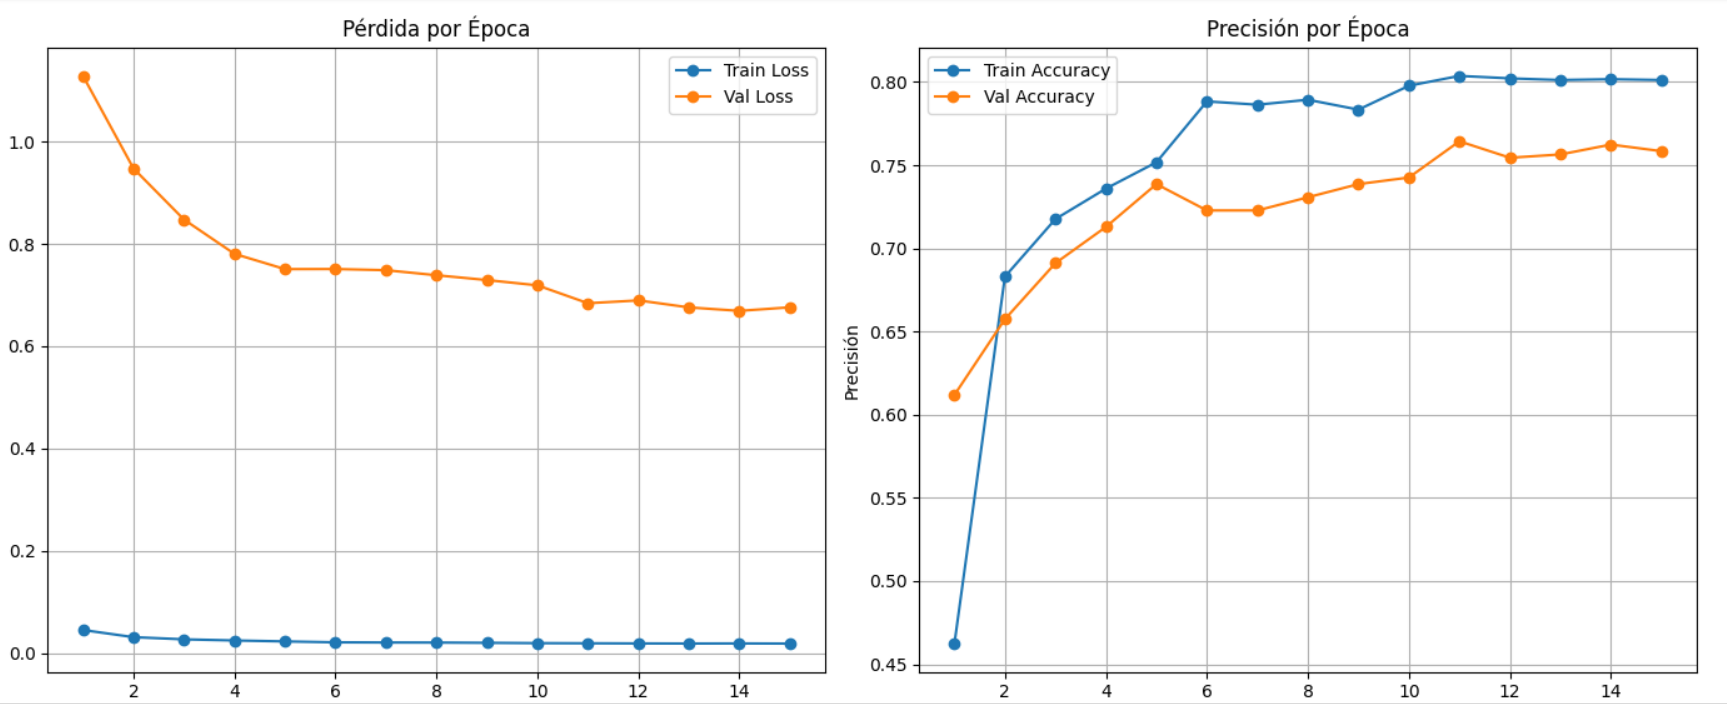 Pérdida por Época
Train Loss
Val Loss
1.0
0.8
0.6
0.4
0.2
0.0
2 4 6 8 10 12 14
Precisión por Época
Train Accuracy
Val Accuracy
Precisión
0.80
0.75
0.70
0.65
0.60
0.55
0.50
0.45
2 4 6 8 10 12 14